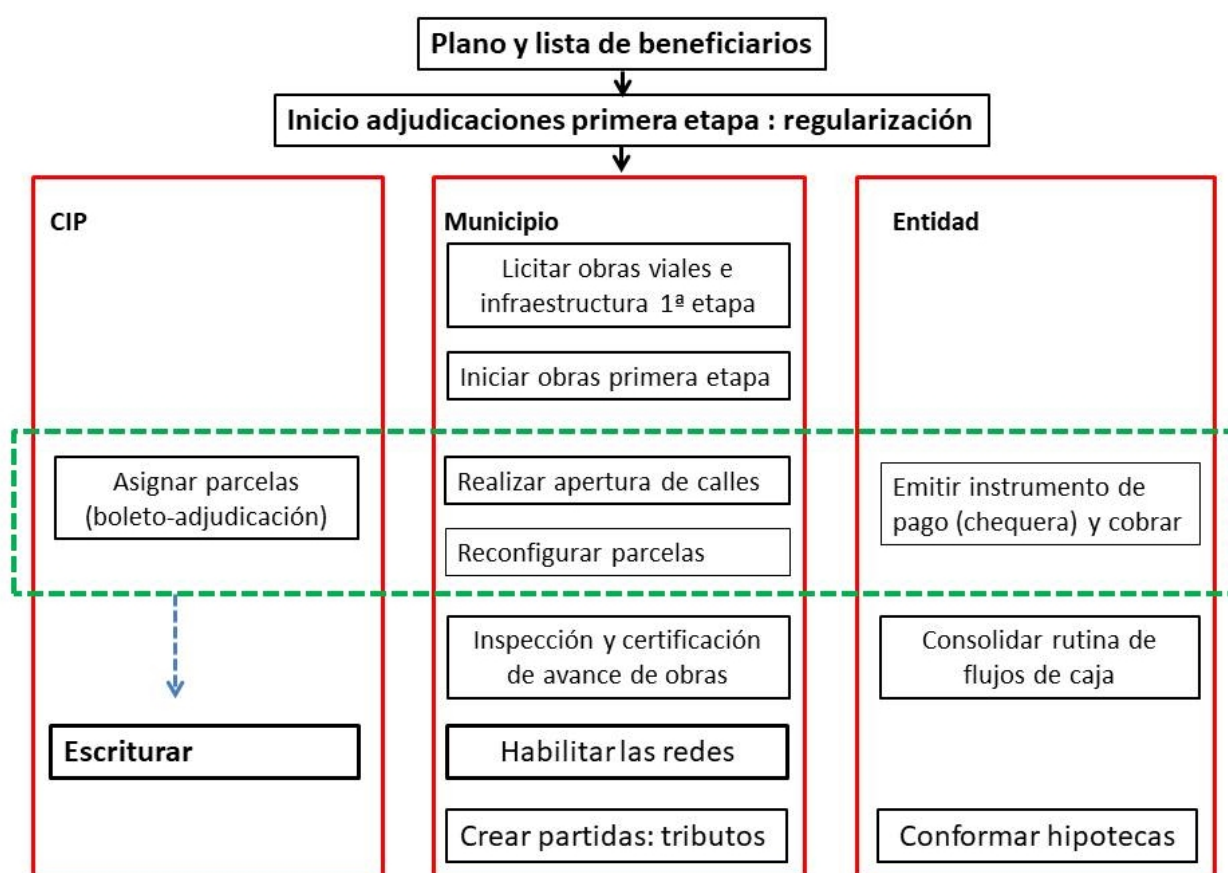 Plano y lista de beneficiarios
Inicio adjudicaciones primera etapa : regularización
CIP
Asignar parcelas
(boleto-adjudicación)
Escriturar
Municipio
Licitar obras viales e
infraestructura 1ª etapa
Iniciar obras primera etapa
Realizar apertura de calles
Reconfigurar parcelas
Inspección y certificación
de avance de obras
Habilitar las redes
Crear partidas: tributos
Entidad
Emitir instrumento de
pago (chequera) y cobrar
Consolidar rutina de
flujos de caja
Conformar hipotecas